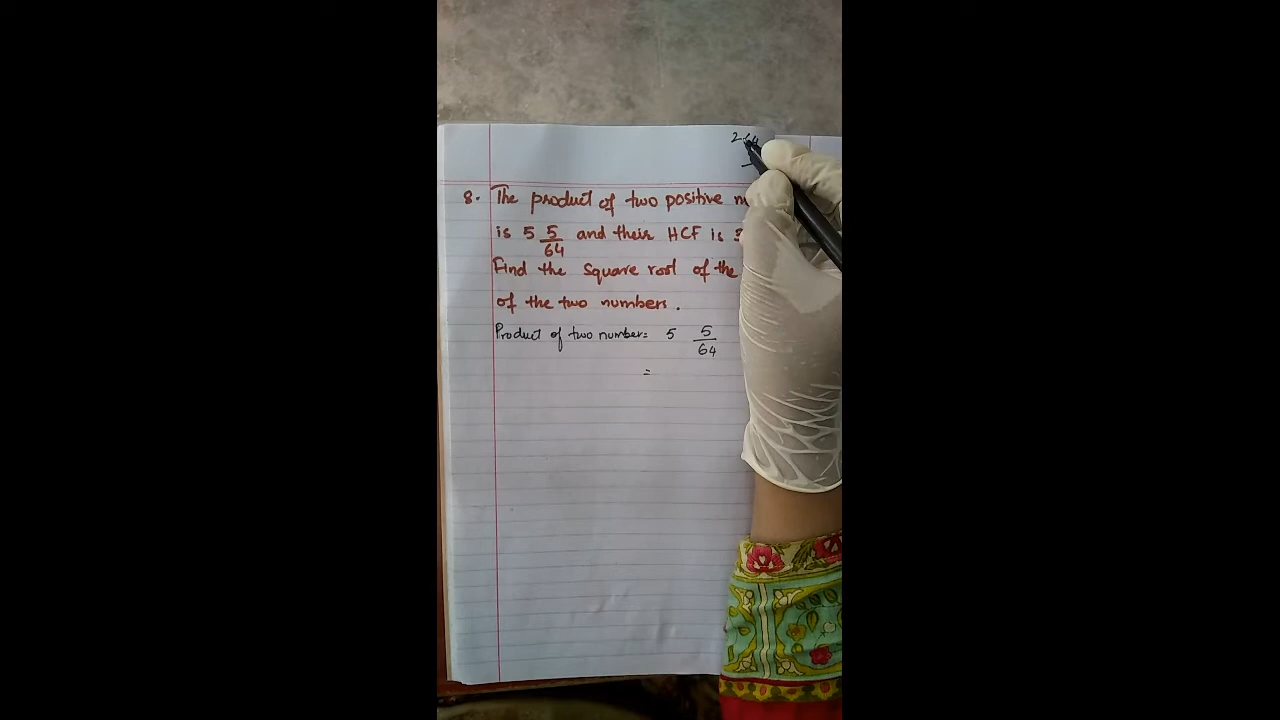 8. The product of two positive
is 5 5/64 and their HCF is
Find the square root of the
of the two numbers.
Product of two number= 5 5/64
=